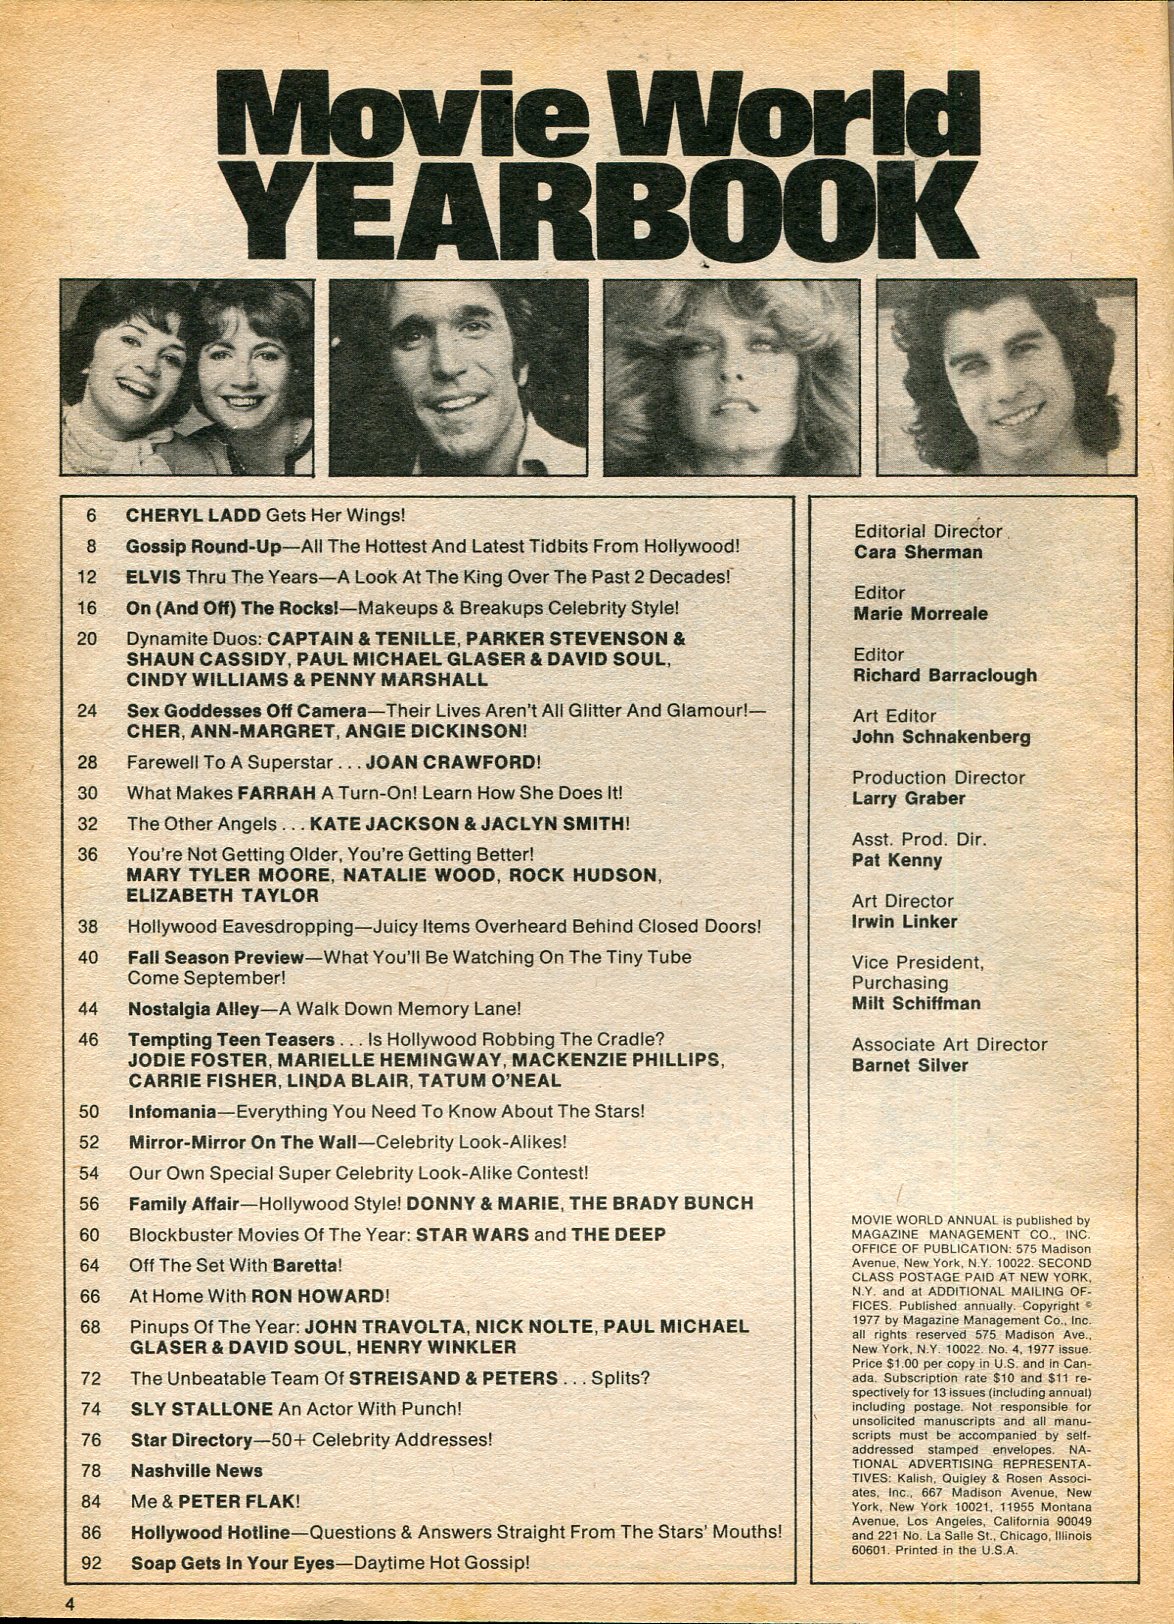 Movie World
YEARBOOK
6 CHERYL LADD Gets Her Wings!
8 Gossip Round-Up—All The Hottest And Latest Tidbits From Hollywood!
12 ELVIS Thru The Years—A Look At The King Over The Past 2 Decades!
16 On (And Off) The Rocks!—Makeups & Breakups Celebrity Style!
20 Dynamite Duos: CAPTAIN & TENILLE, PARKER STEVENSON &
SHAUN CASSIDY, PAUL MICHAEL GLASER & DAVID SOUL,
CINDY WILLIAMS & PENNY MARSHALL
24 Sex Goddesses Off Camera—Their Lives Aren't All Glitter And Glamour!—
CHER, ANN-MARGRET, ANGIE DICKINSON!
28 Farewell To A Superstar . . . JOAN CRAWFORD!
30 What Makes FARRAH A Turn-On! Learn How She Does It!
32 The Other Angels . . . KATE JACKSON & JACLYN SMITH!
36 You're Not Getting Older, You're Getting Better!
MARY TYLER MOORE, NATALIE WOOD, ROCK HUDSON,
ELIZABETH TAYLOR
38 Hollywood Eavesdropping—Juicy Items Overheard Behind Closed Doors!
40 Fall Season Preview—What You'll Be Watching On The Tiny Tube
Come September!
44 Nostalgia Alley—A Walk Down Memory Lane!
46 Tempting Teen Teasers . . . Is Hollywood Robbing The Cradle?
JODIE FOSTER, MARIELLE HEMINGWAY, MACKENZIE PHILLIPS,
CARRIE FISHER, LINDA BLAIR, TATUM O'NEAL
50 Infomania—Everything You Need To Know About The Stars!
52 Mirror-Mirror On The Wall—Celebrity Look-Alikes!
54 Our Own Special Super Celebrity Look-Alike Contest!
56 Family Affair—Hollywood Style! DONNY & MARIE, THE BRADY BUNCH
60 Blockbuster Movies Of The Year: STAR WARS and THE DEEP
64 Off The Set With Baretta!
66 At Home With RON HOWARD!
68 Pinups Of The Year: JOHN TRAVOLTA, NICK NOLTE, PAUL MICHAEL
GLASER & DAVID SOUL, HENRY WINKLER
72 The Unbeatable Team Of STREISAND & PETERS . . . Splits?
74 SLY STALLONE An Actor With Punch!
76 Star Directory—50+ Celebrity Addresses!
78 Nashville News
84 Me & PETER FLAK!
86 Hollywood Hotline—Questions & Answers Straight From The Stars' Mouths!
92 Soap Gets In Your Eyes—Daytime Hot Gossip!
Editorial Director
Cara Sherman
Editor
Marie Morreale
Editor
Richard Barraclough
Art Editor
John Schnakenberg
Production Director
Larry Graber
Asst. Prod. Dir.
Pat Kenny
Art Director
Irwin Linker
Vice President,
Purchasing
Milt Schiffman
Associate Art Director
Barnet Silver
MOVIE WORLD ANNUAL is published by
MAGAZINE MANAGEMENT CO., INC.
OFFICE OF PUBLICATION: 575 Madison
Avenue, New York, N.Y. 10022. SECOND
CLASS POSTAGE PAID AT NEW YORK,
N.Y. and at ADDITIONAL MAILING OF-
FICES. Published annually. Copyright ©
1977 by Magazine Management Co., Inc.
all rights reserved 575 Madison Ave.,
New York, N.Y. 10022. No. 4, 1977 issue.
Price $1.00 per copy in U.S. and in Can-
ada. Subscription rate $10 and $11 re-
spectively for 13 issues (including annual)
including postage. Not responsible for
unsolicited manuscripts and all manu-
scripts must be accompanied by self-
addressed stamped envelopes. NA-
TIONAL ADVERTISING REPRESENTA-
TIVES: Kalish, Quigley & Rosen Associ-
ates, Inc., 667 Madison Avenue, New
York, New York 10021, 11955 Montana
Avenue, Los Angeles, California 90049
and 221 No. La Salle St., Chicago, Illinois
60601. Printed in the U.S.A.
4